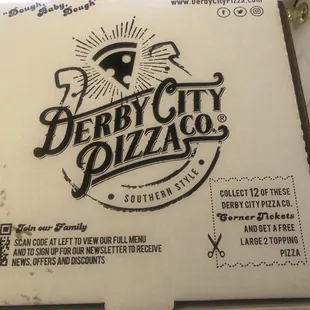 "Dough, Baby, Dough"
www.DerbyCityPizza.com
DERBY CITY
PIZZA CO.®
• SOUTHERN STYLE •
COLLECT 12 OF THESE
DERBY CITY PIZZA CO.
Corner Tickets
AND GET A FREE
LARGE 2 TOPPING
PIZZA
Join our Family
SCAN CODE AT LEFT TO VIEW OUR FULL MENU
AND TO SIGN UP FOR OUR NEWSLETTER TO RECEIVE
NEWS, OFFERS AND DISCOUNTS